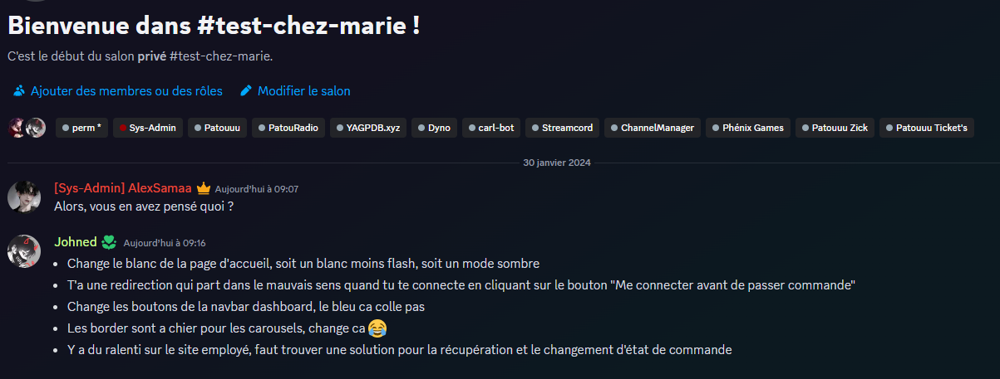 Bienvenue dans #test-chez-marie !
C'est le début du salon privé #test-chez-marie.
Ajouter des membres ou des rôles Modifier le salon
perm * Sys-Admin Patouuu PatouRadio YAGPDB.xyz Dyno carl-bot Streamcord ChannelManager Phénix Games Patouuu Zick Patouuu Ticket's
30 janvier 2024
[Sys-Admin] AlexSamaa Aujourd'hui à 09:07
Alors, vous en avez pensé quoi ?
Johned Aujourd'hui à 09:16
• Change le blanc de la page d'accueil, soit un blanc moins flash, soit un mode sombre
• T'a une redirection qui part dans le mauvais sens quand tu te connecte en cliquant sur le bouton "Me connecter avant de passer commande"
• Change les boutons de la navbar dashboard, le bleu ca colle pas
• Les border sont a chier pour les carousels, change ca 😂
• Y a du ralenti sur le site employé, faut trouver une solution pour la récupération et le changement d'état de commande